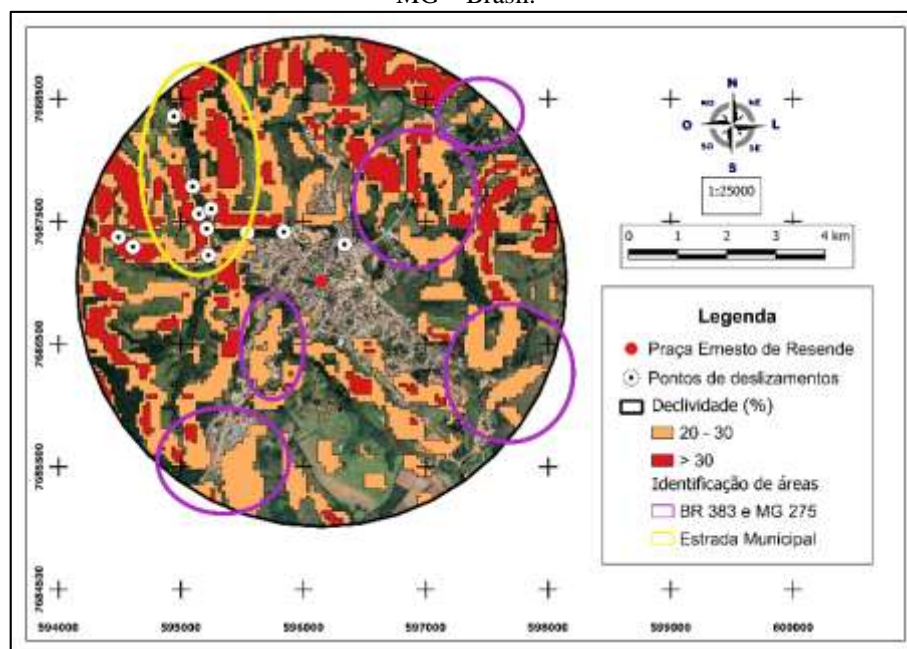 MG – Brasil.
7688500
7687500
7686500
7685500
7684500
594000 595000 596000 597000 598000 599000 600000
N
NO NE
O L
SO SE
S
1:25000
0 1 2 3 4 km
Legenda
Praça Ernesto de Resende
Pontos de deslizamentos
Declividade (%)
20 - 30
> 30
Identificação de áreas
BR 383 e MG 275
Estrada Municipal